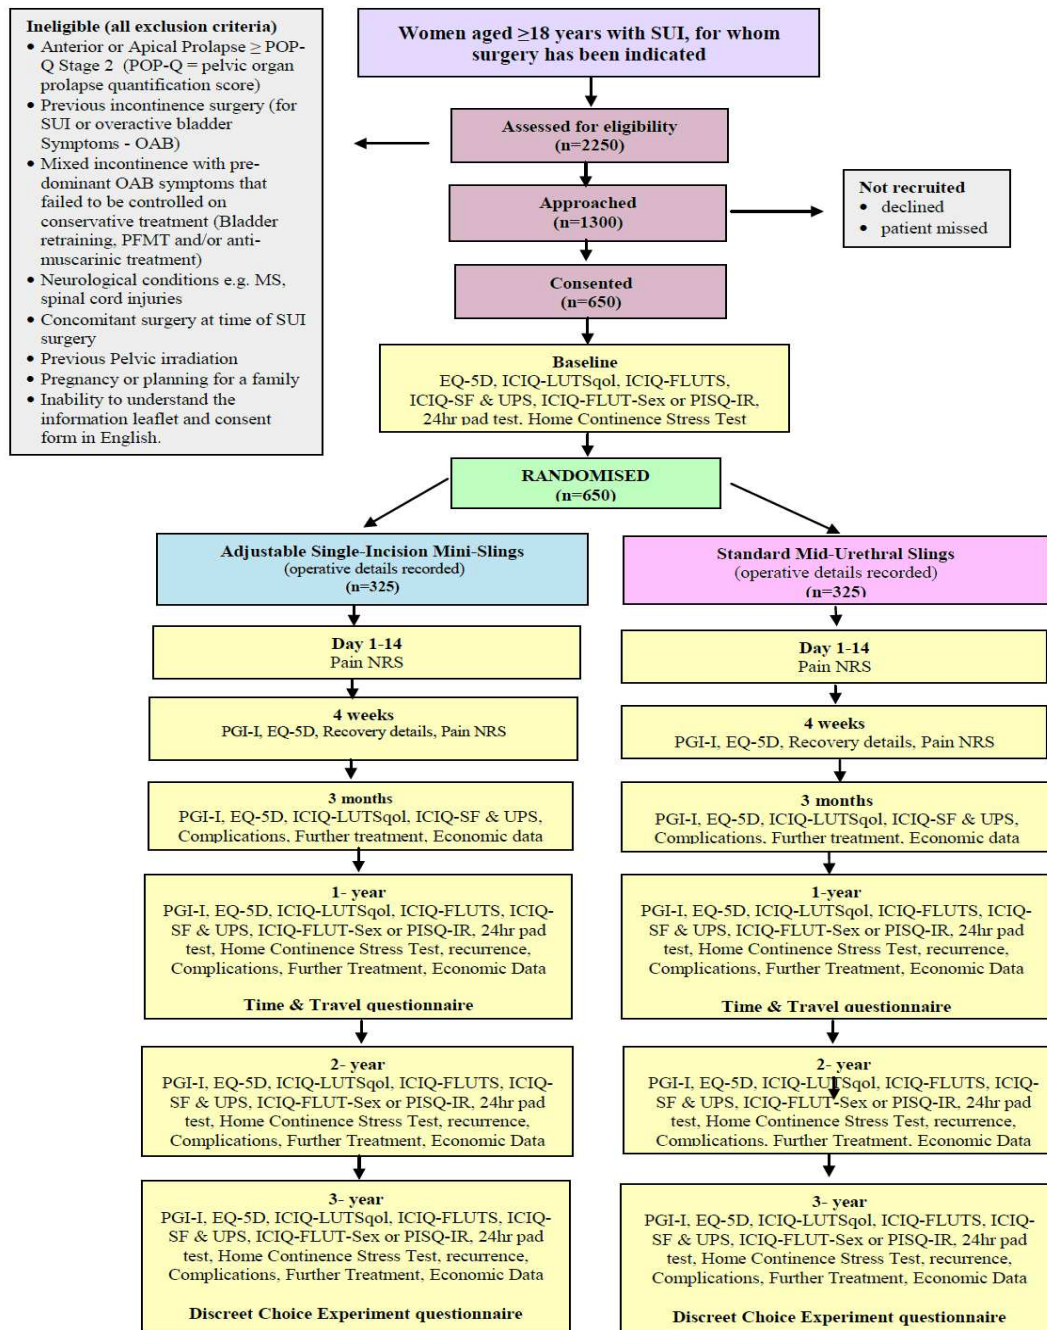 Ineligible (all exclusion criteria)
• Anterior or Apical Prolapse ≥ POP-
Q Stage 2 (POP-Q = pelvic organ
prolapse quantification score)
• Previous incontinence surgery (for
SUI or overactive bladder
Symptoms - OAB)
• Mixed incontinence with pre-
dominant OAB symptoms that
failed to be controlled on
conservative treatment (Bladder
retraining, PFMT and/or anti-
muscarinic treatment)
• Neurological conditions e.g. MS,
spinal cord injuries
• Concomitant surgery at time of SUI
surgery
• Previous Pelvic irradiation
• Pregnancy or planning for a family
• Inability to understand the
information leaflet and consent
form in English.
Women aged ≥18 years with SUI, for whom
surgery has been indicated
Assessed for eligibility
(n=2250)
Approached
(n=1300)
Not recruited
• declined
• patient missed
Consented
(n=650)
Baseline
EQ-5D, ICIQ-LUTSqol, ICIQ-FLUTS,
ICIQ-SF & UPS, ICIQ-FLUT-Sex or PISQ-IR,
24hr pad test, Home Continence Stress Test
RANDOMISED
(n=650)
Adjustable Single-Incision Mini-Slings
(operative details recorded)
(n=325)
Day 1-14
Pain NRS
4 weeks
PGI-I, EQ-5D, Recovery details, Pain NRS
3 months
PGI-I, EQ-5D, ICIQ-LUTSqol, ICIQ-SF & UPS,
Complications, Further treatment, Economic data
1- year
PGI-I, EQ-5D, ICIQ-LUTSqol, ICIQ-FLUTS, ICIQ-
SF & UPS, ICIQ-FLUT-Sex or PISQ-IR, 24hr pad
test, Home Continence Stress Test, recurrence,
Complications, Further Treatment, Economic Data
Time & Travel questionnaire
2- year
PGI-I, EQ-5D, ICIQ-LUTSqol, ICIQ-FLUTS, ICIQ-
SF & UPS, ICIQ-FLUT-Sex or PISQ-IR, 24hr pad
test, Home Continence Stress Test, recurrence,
Complications, Further Treatment, Economic Data
3- year
PGI-I, EQ-5D, ICIQ-LUTSqol, ICIQ-FLUTS, ICIQ-
SF & UPS, ICIQ-FLUT-Sex or PISQ-IR, 24hr pad
test, Home Continence Stress Test, recurrence,
Complications, Further Treatment, Economic Data
Discreet Choice Experiment questionnaire
Standard Mid-Urethral Slings
(operative details recorded)
(n=325)
Day 1-14
Pain NRS
4 weeks
PGI-I, EQ-5D, Recovery details, Pain NRS
3 months
PGI-I, EQ-5D, ICIQ-LUTSqol, ICIQ-SF & UPS,
Complications, Further treatment, Economic data
1-year
PGI-I, EQ-5D, ICIQ-LUTSqol, ICIQ-FLUTS, ICIQ-
SF & UPS, ICIQ-FLUT-Sex or PISQ-IR, 24hr pad
test, Home Continence Stress Test, recurrence,
Complications, Further Treatment, Economic Data
Time & Travel questionnaire
2- year
PGI-I, EQ-5D, ICIQ-LUTSqol, ICIQ-FLUTS, ICIQ-
SF & UPS, ICIQ-FLUT-Sex or PISQ-IR, 24hr pad
test, Home Continence Stress Test, recurrence,
Complications, Further Treatment, Economic Data
3- year
PGI-I, EQ-5D, ICIQ-LUTSqol, ICIQ-FLUTS, ICIQ-
SF & UPS, ICIQ-FLUT-Sex or PISQ-IR, 24hr pad
test, Home Continence Stress Test, recurrence,
Complications, Further Treatment, Economic Data
Discreet Choice Experiment questionnaire